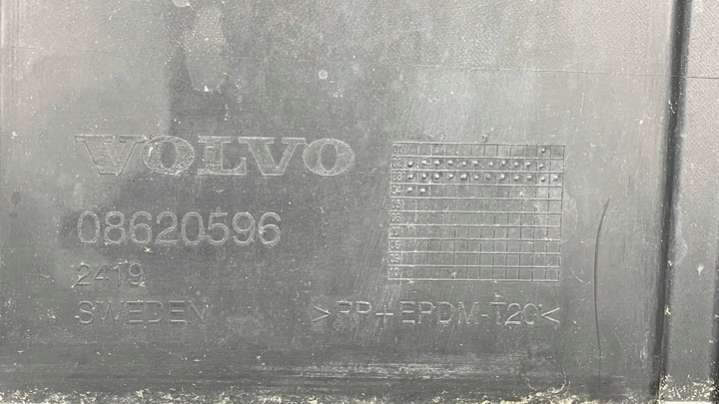 VOLVO
08620596
2419
SWEDEN
>PP+EPDM-T20<